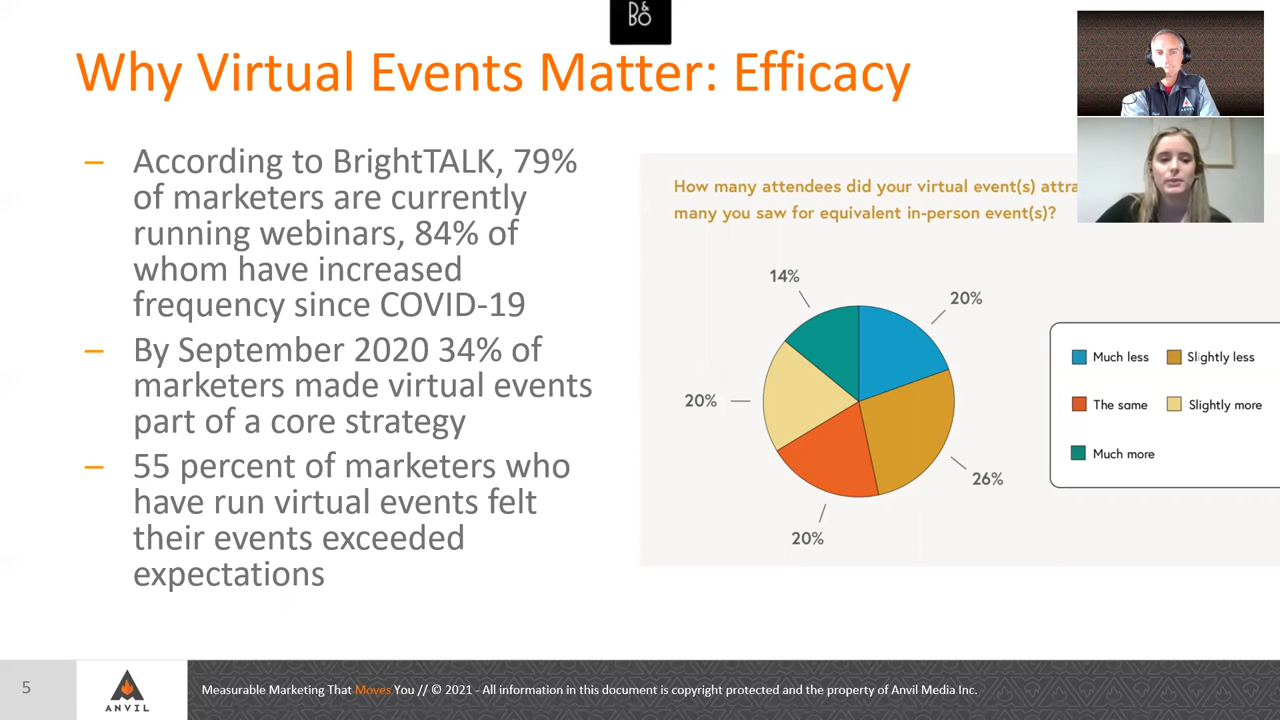 D&
BO
Why Virtual Events Matter: Efficacy
– According to BrightTALK, 79%
of marketers are currently
running webinars, 84% of
whom have increased
frequency since COVID-19
– By September 2020 34% of
marketers made virtual events
part of a core strategy
– 55 percent of marketers who
have run virtual events felt
their events exceeded
expectations
How many attendees did your virtual event(s) attra
many you saw for equivalent in-person event(s)?
14%
20%
20%
26%
20%
Much less
Slightly less
The same
Slightly more
Much more
ANVIL
5
ANVIL
Measurable Marketing That Moves You // © 2021 - All information in this document is copyright protected and the property of Anvil Media Inc.